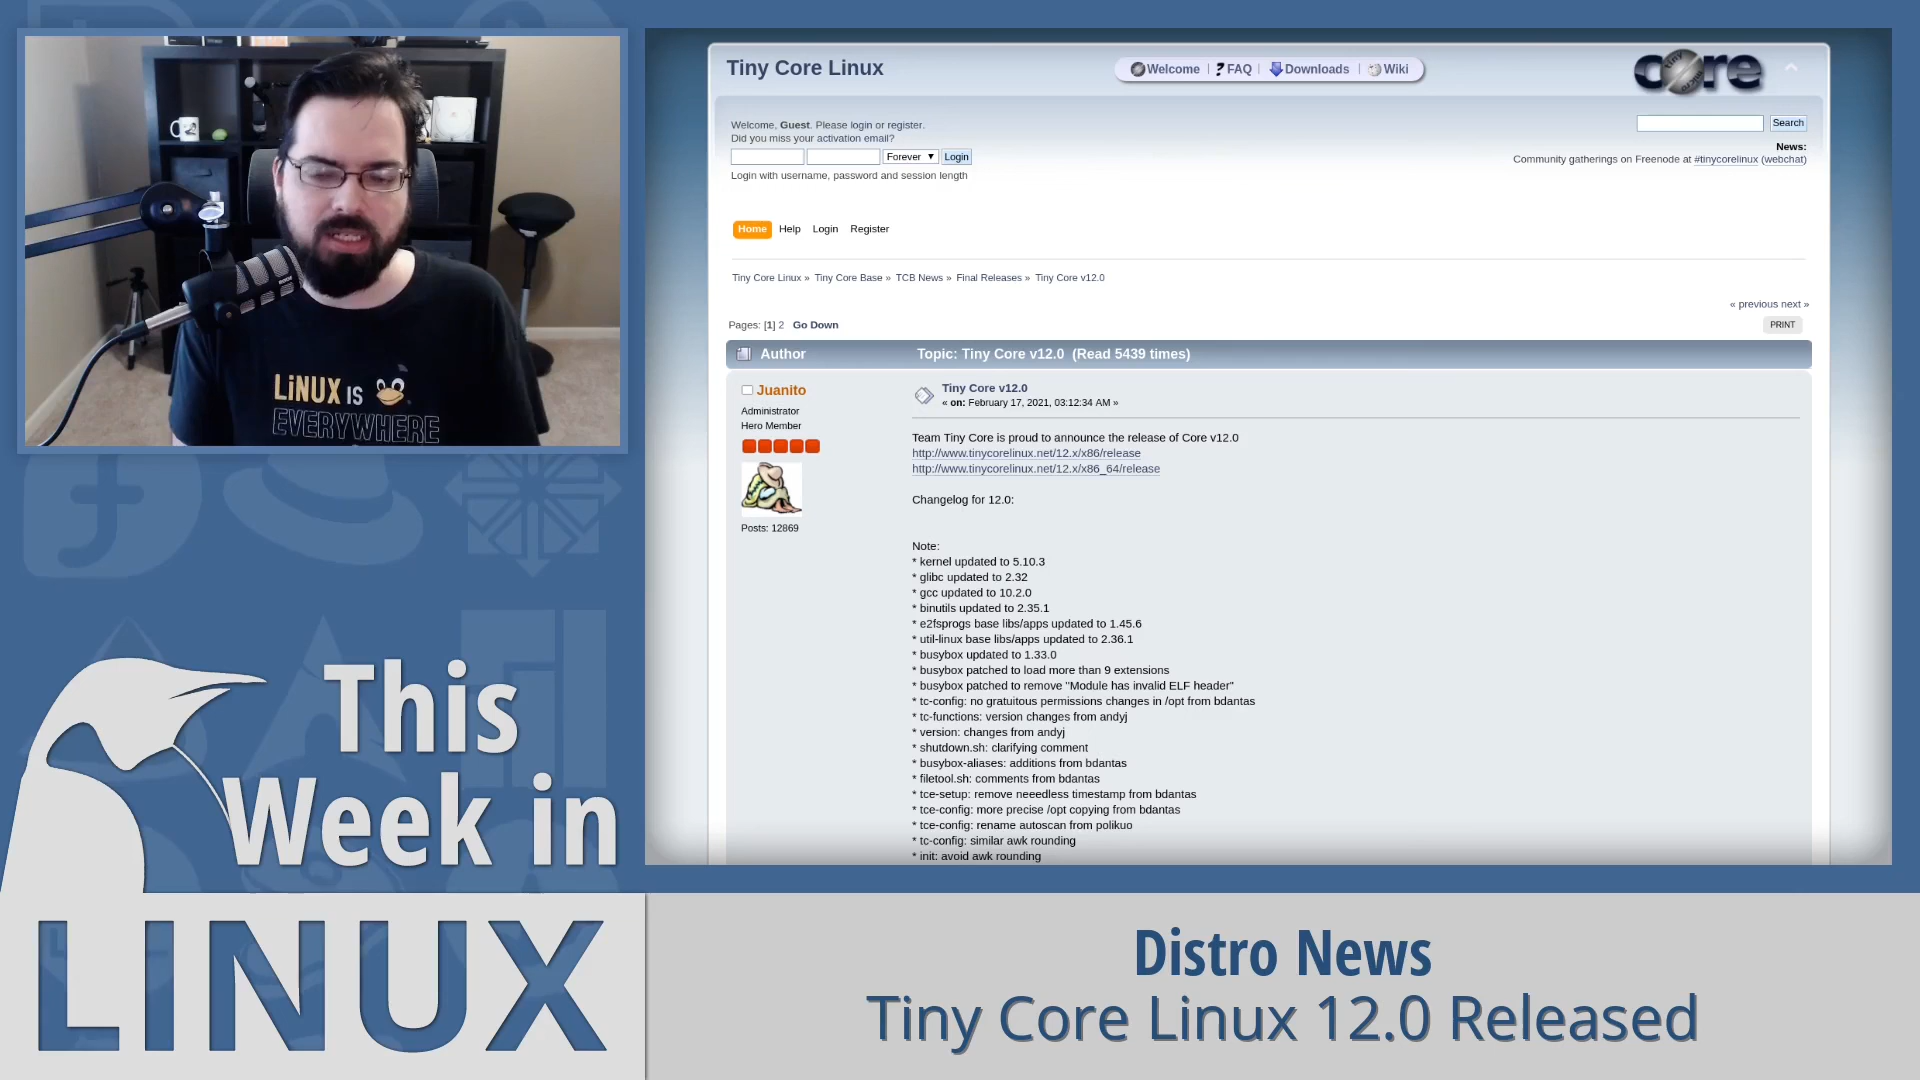 LiNUX IS
EVERYWHERE
This
Week in
LINUX
Tiny Core Linux
Welcome | FAQ | Downloads | Wiki
core
Welcome, Guest. Please login or register.
Did you miss your activation email?
Forever Login
Login with username, password and session length
Search
News:
Community gatherings on Freenode at #tinycorelinux (webchat)
Home Help Login Register
Tiny Core Linux » Tiny Core Base » TCB News » Final Releases » Tiny Core v12.0
« previous next »
Pages: [1] 2 Go Down
PRINT
Author Topic: Tiny Core v12.0 (Read 5439 times)
Juanito
Administrator
Hero Member
Posts: 12869
Tiny Core v12.0
« on: February 17, 2021, 03:12:34 AM »
Team Tiny Core is proud to announce the release of Core v12.0
http://www.tinycorelinux.net/12.x/x86/release
http://www.tinycorelinux.net/12.x/x86_64/release
Changelog for 12.0:
Note:
* kernel updated to 5.10.3
* glibc updated to 2.32
* gcc updated to 10.2.0
* binutils updated to 2.35.1
* e2fsprogs base libs/apps updated to 1.45.6
* util-linux base libs/apps updated to 2.36.1
* busybox updated to 1.33.0
* busybox patched to load more than 9 extensions
* busybox patched to remove "Module has invalid ELF header"
* tc-config: no gratuitous permissions changes in /opt from bdantas
* tc-functions: version changes from andyj
* version: changes from andyj
* shutdown.sh: clarifying comment
* busybox-aliases: additions from bdantas
* filetool.sh: comments from bdantas
* tce-setup: remove neeedless timestamp from bdantas
* tce-config: more precise /opt copying from bdantas
* tce-config: rename autoscan from polikuo
* tc-config: similar awk rounding
* init: avoid awk rounding
Distro News
Tiny Core Linux 12.0 Released